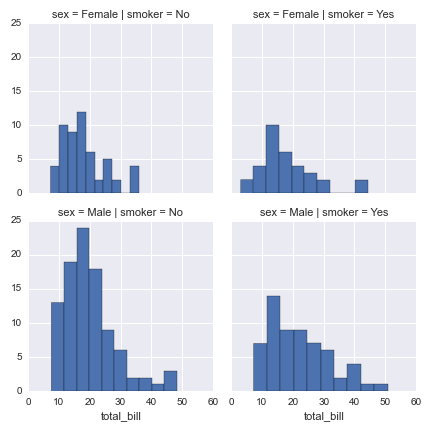 sex = Female | smoker = No
sex = Female | smoker = Yes
25
20
15
10
5
0
sex = Male | smoker = No
sex = Male | smoker = Yes
25
20
15
10
5
0
0 10 20 30 40 50 60
0 10 20 30 40 50 60
total_bill
total_bill